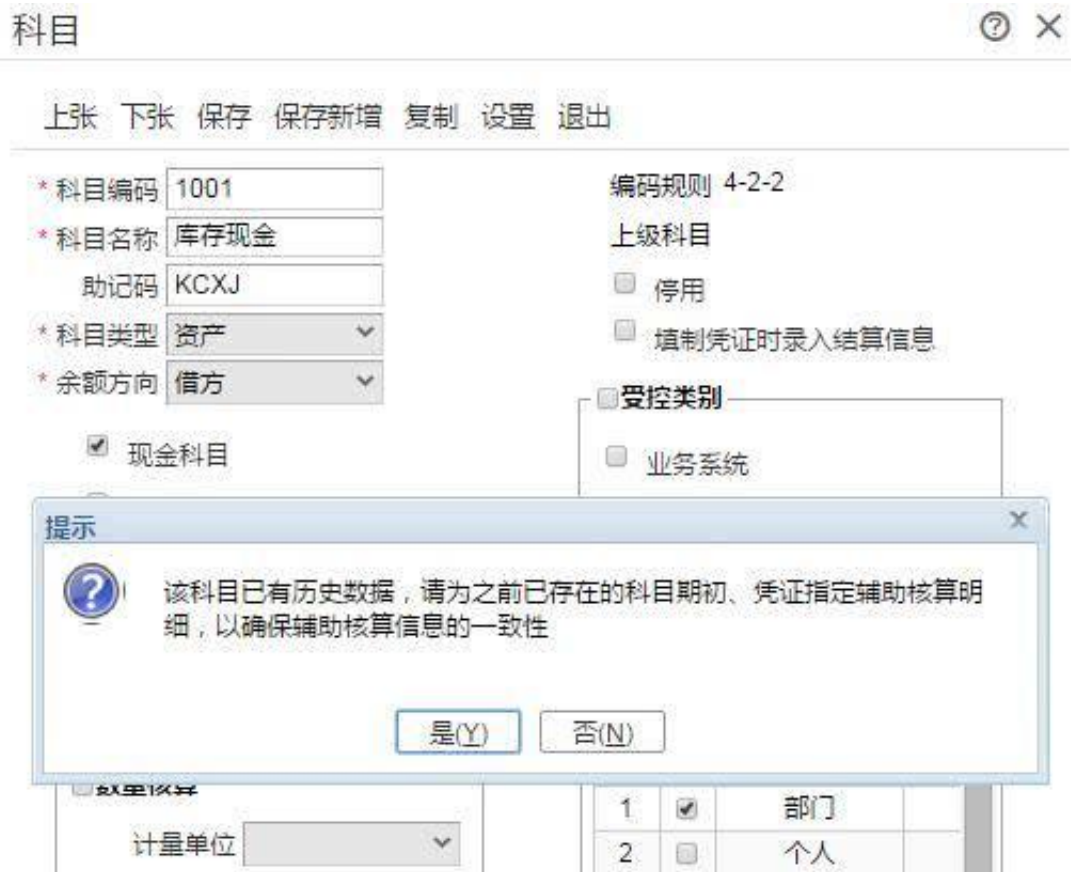 科目
上张 下张 保存 保存新增 复制 设置 退出
* 科目编码 1001
编码规则 4-2-2
* 科目名称 库存现金
上级科目
助记码 KCXJ
停用
* 科目类型 资产
填制凭证时录入结算信息
* 余额方向 借方
受控类别
现金科目
业务系统
提示
该科目已有历史数据，请为之前已存在的科目期初、凭证指定辅助核算明
细，以确保辅助核算信息的一致性
是(Y) 否(N)
数量核算
1 部门
计量单位
2 个人